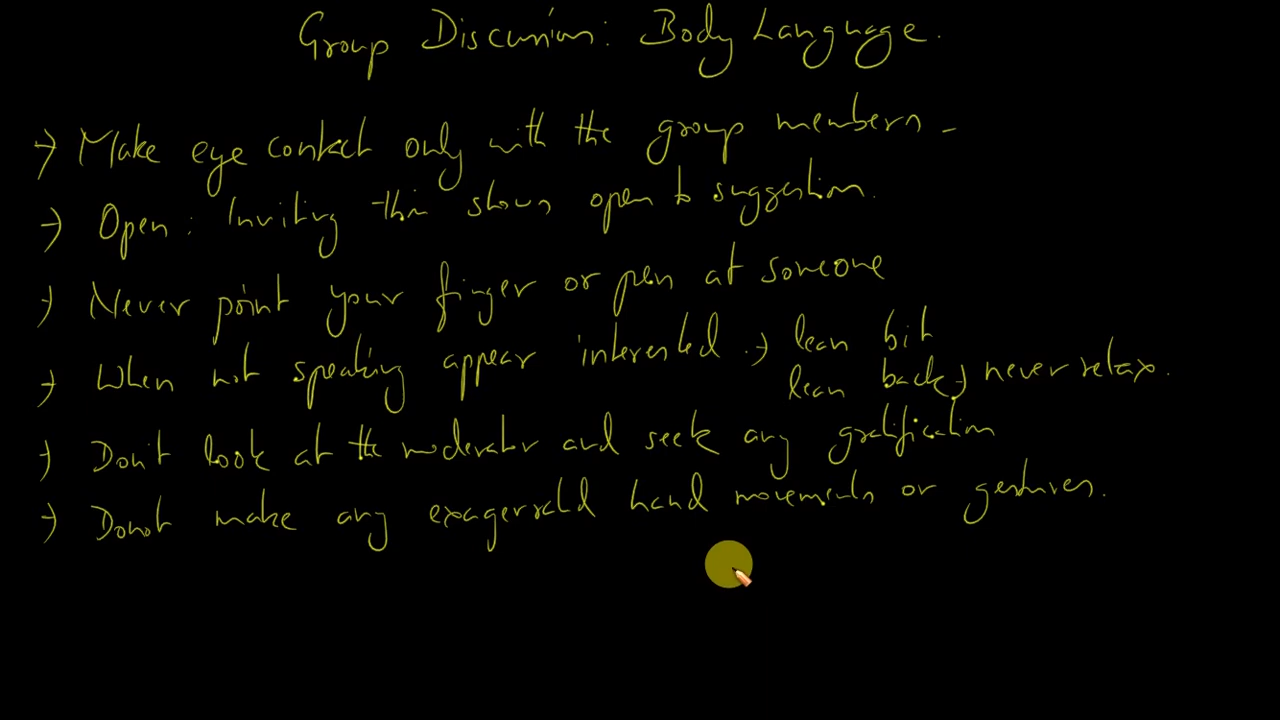 Group Discussion: Body Language.
→ Make eye contact only with the group members -
→ Open: Inviting this shows open to suggestion.
→ Never point your finger or pen at someone
→ When not speaking appear interested. → lean bit
lean back → never relax.
→ Don't look at the moderator and seek any gratification
→ Donot make any exagerrated hand movements or gestures.